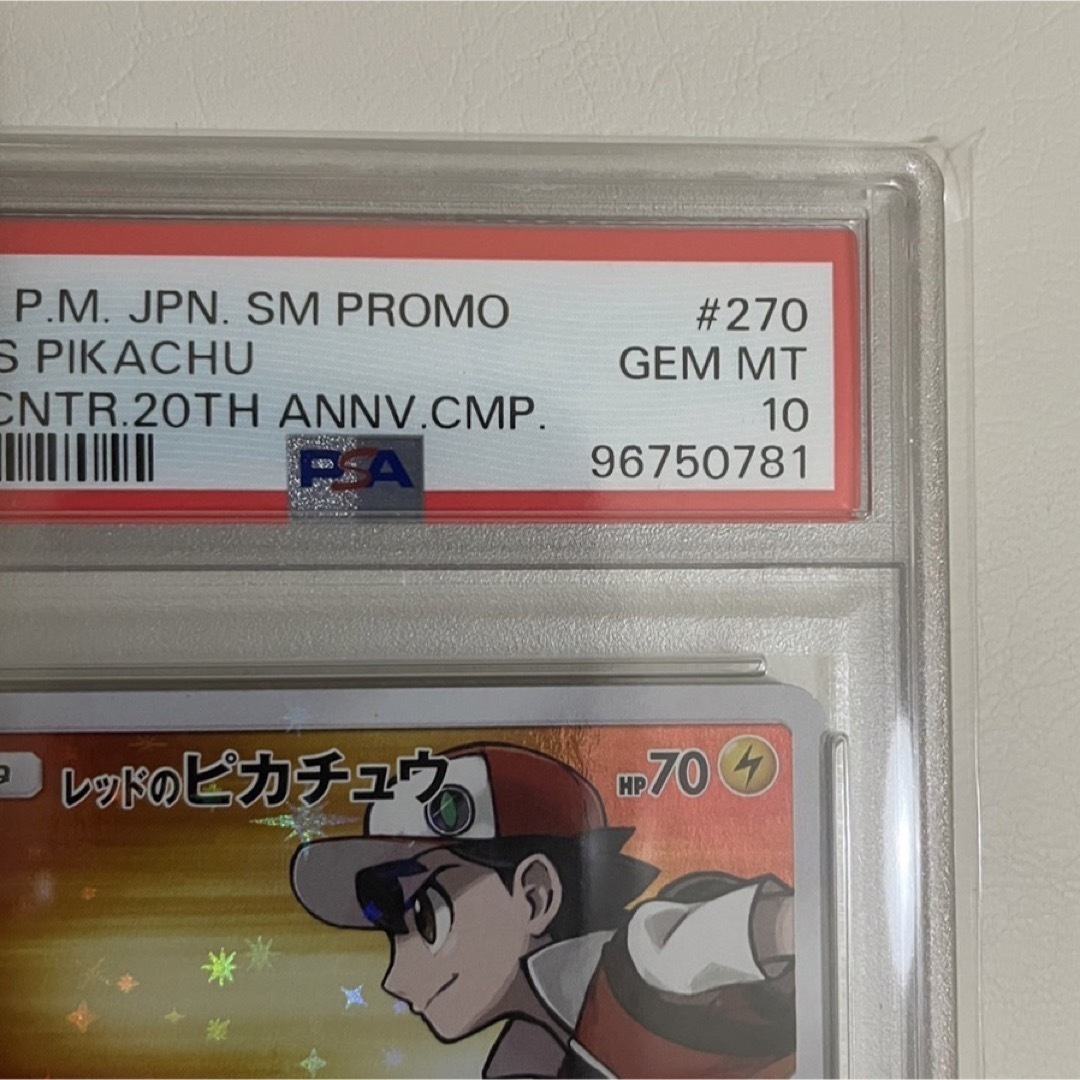 P.M. JPN. SM PROMO #270
S PIKACHU GEM MT
CNTR.20TH ANNV.CMP. 10
PSA 96750781
レッドのピカチュウ HP70